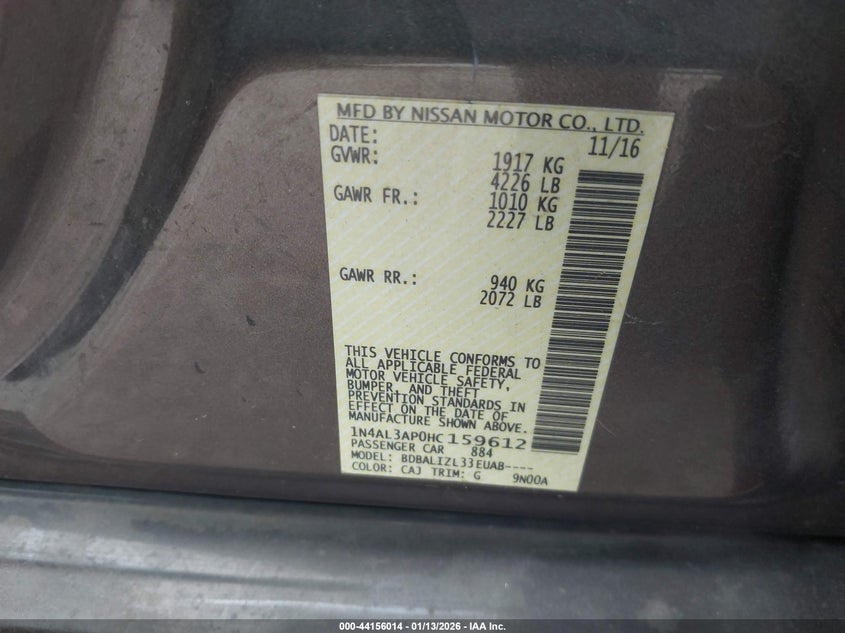 MFD BY NISSAN MOTOR CO., LTD.
DATE: 11/16
GVWR: 1917 KG
4226 LB
GAWR FR.: 1010 KG
2227 LB
GAWR RR.: 940 KG
2072 LB
THIS VEHICLE CONFORMS TO
ALL APPLICABLE FEDERAL
MOTOR VEHICLE SAFETY,
BUMPER, AND THEFT
PREVENTION STANDARDS IN
EFFECT ON THE DATE OF
MANUFACTURE SHOWN ABOVE.
1N4AL3AP0HC159612
PASSENGER CAR 884
MODEL: BDBALIZL33EUAB----
COLOR: CAJ TRIM: G 9N00A
000-44156014 - 01/13/2026 - IAA Inc.